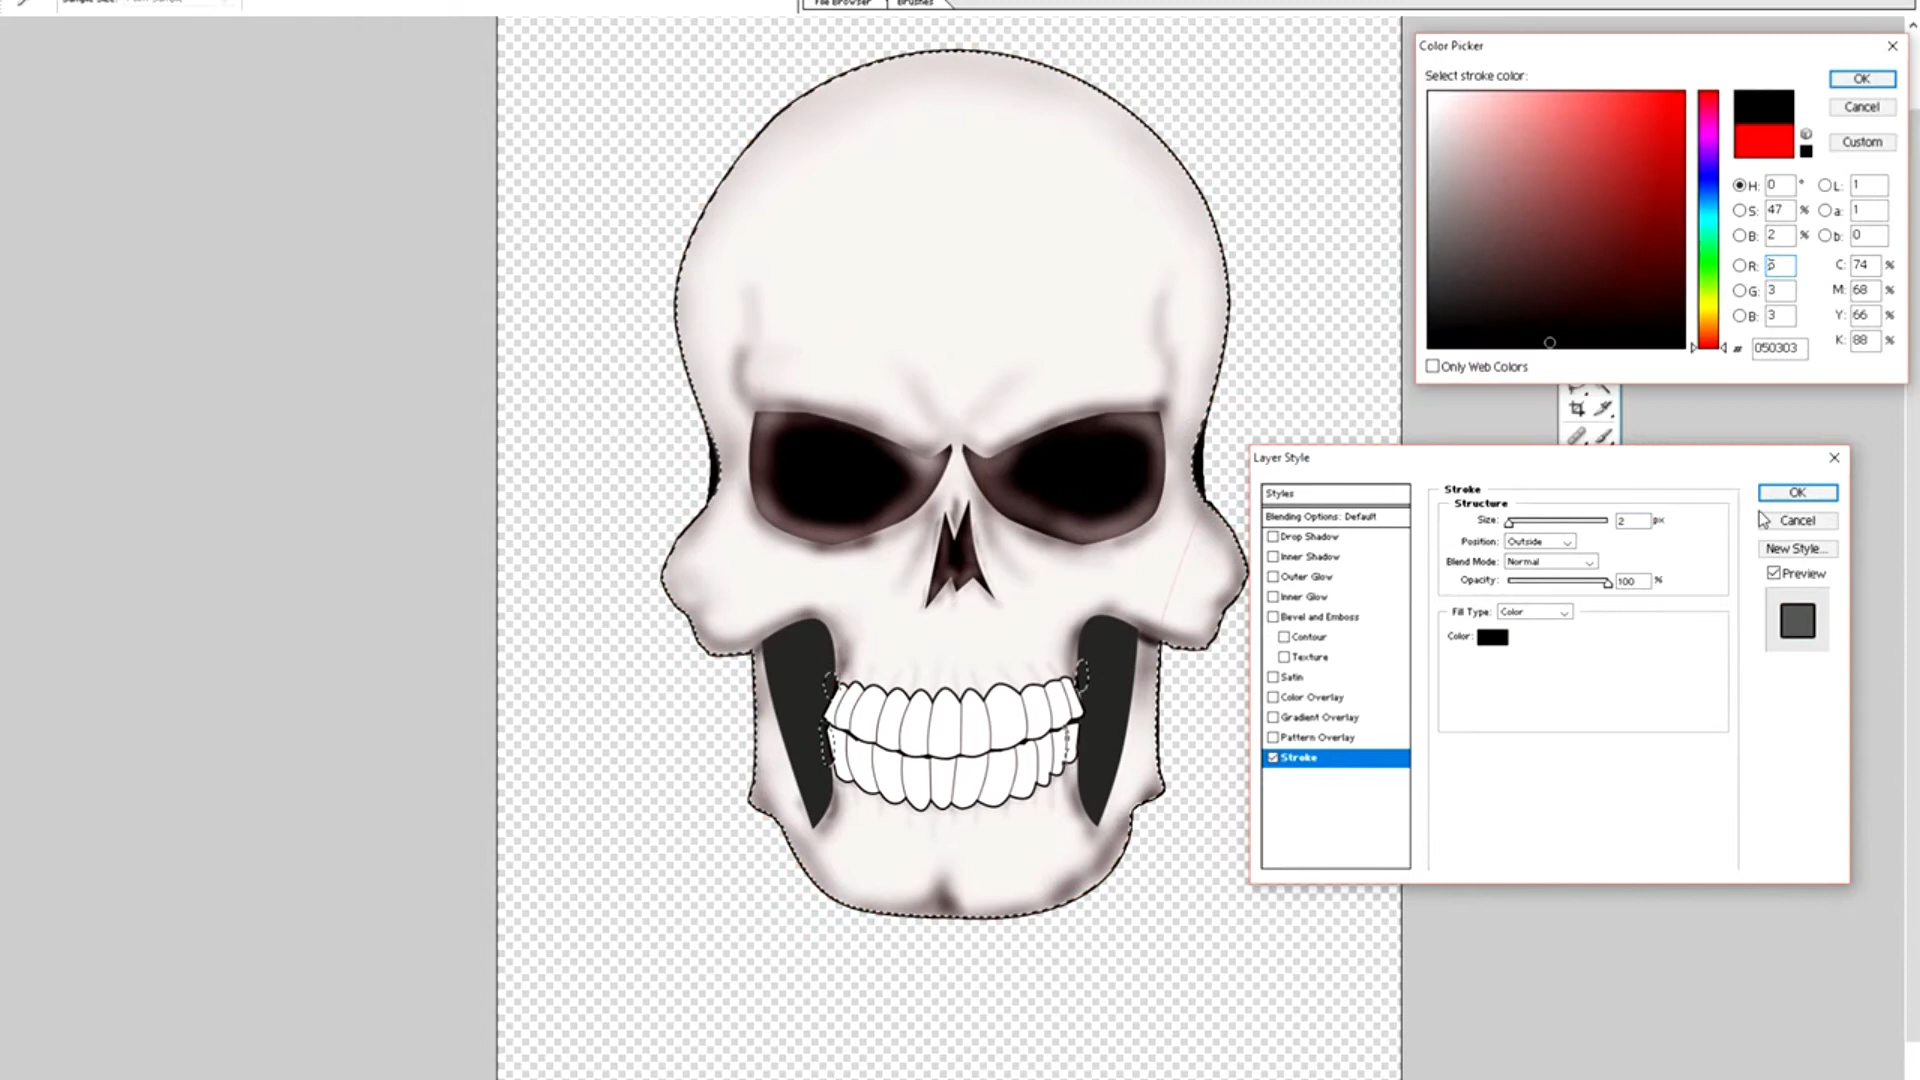 Sample Size:
File Browser
Brushes
Color Picker
Select stroke color:
OK
Cancel
Custom
H: 0 °
L: 1
S: 47 %
a: 1
B: 2 %
b: 0
R:
C: 74 %
G: 3
M: 68 %
B: 3
Y: 66 %
K: 88 %
# 050303
Only Web Colors
Layer Style
Styles
Blending Options: Default
Drop Shadow
Inner Shadow
Outer Glow
Inner Glow
Bevel and Emboss
Contour
Texture
Satin
Color Overlay
Gradient Overlay
Pattern Overlay
Stroke
Stroke
Structure
Size: 2 px
Position: Outside
Blend Mode: Normal
Opacity: 100 %
Fill Type: Color
Color:
OK
Cancel
New Style...
Preview